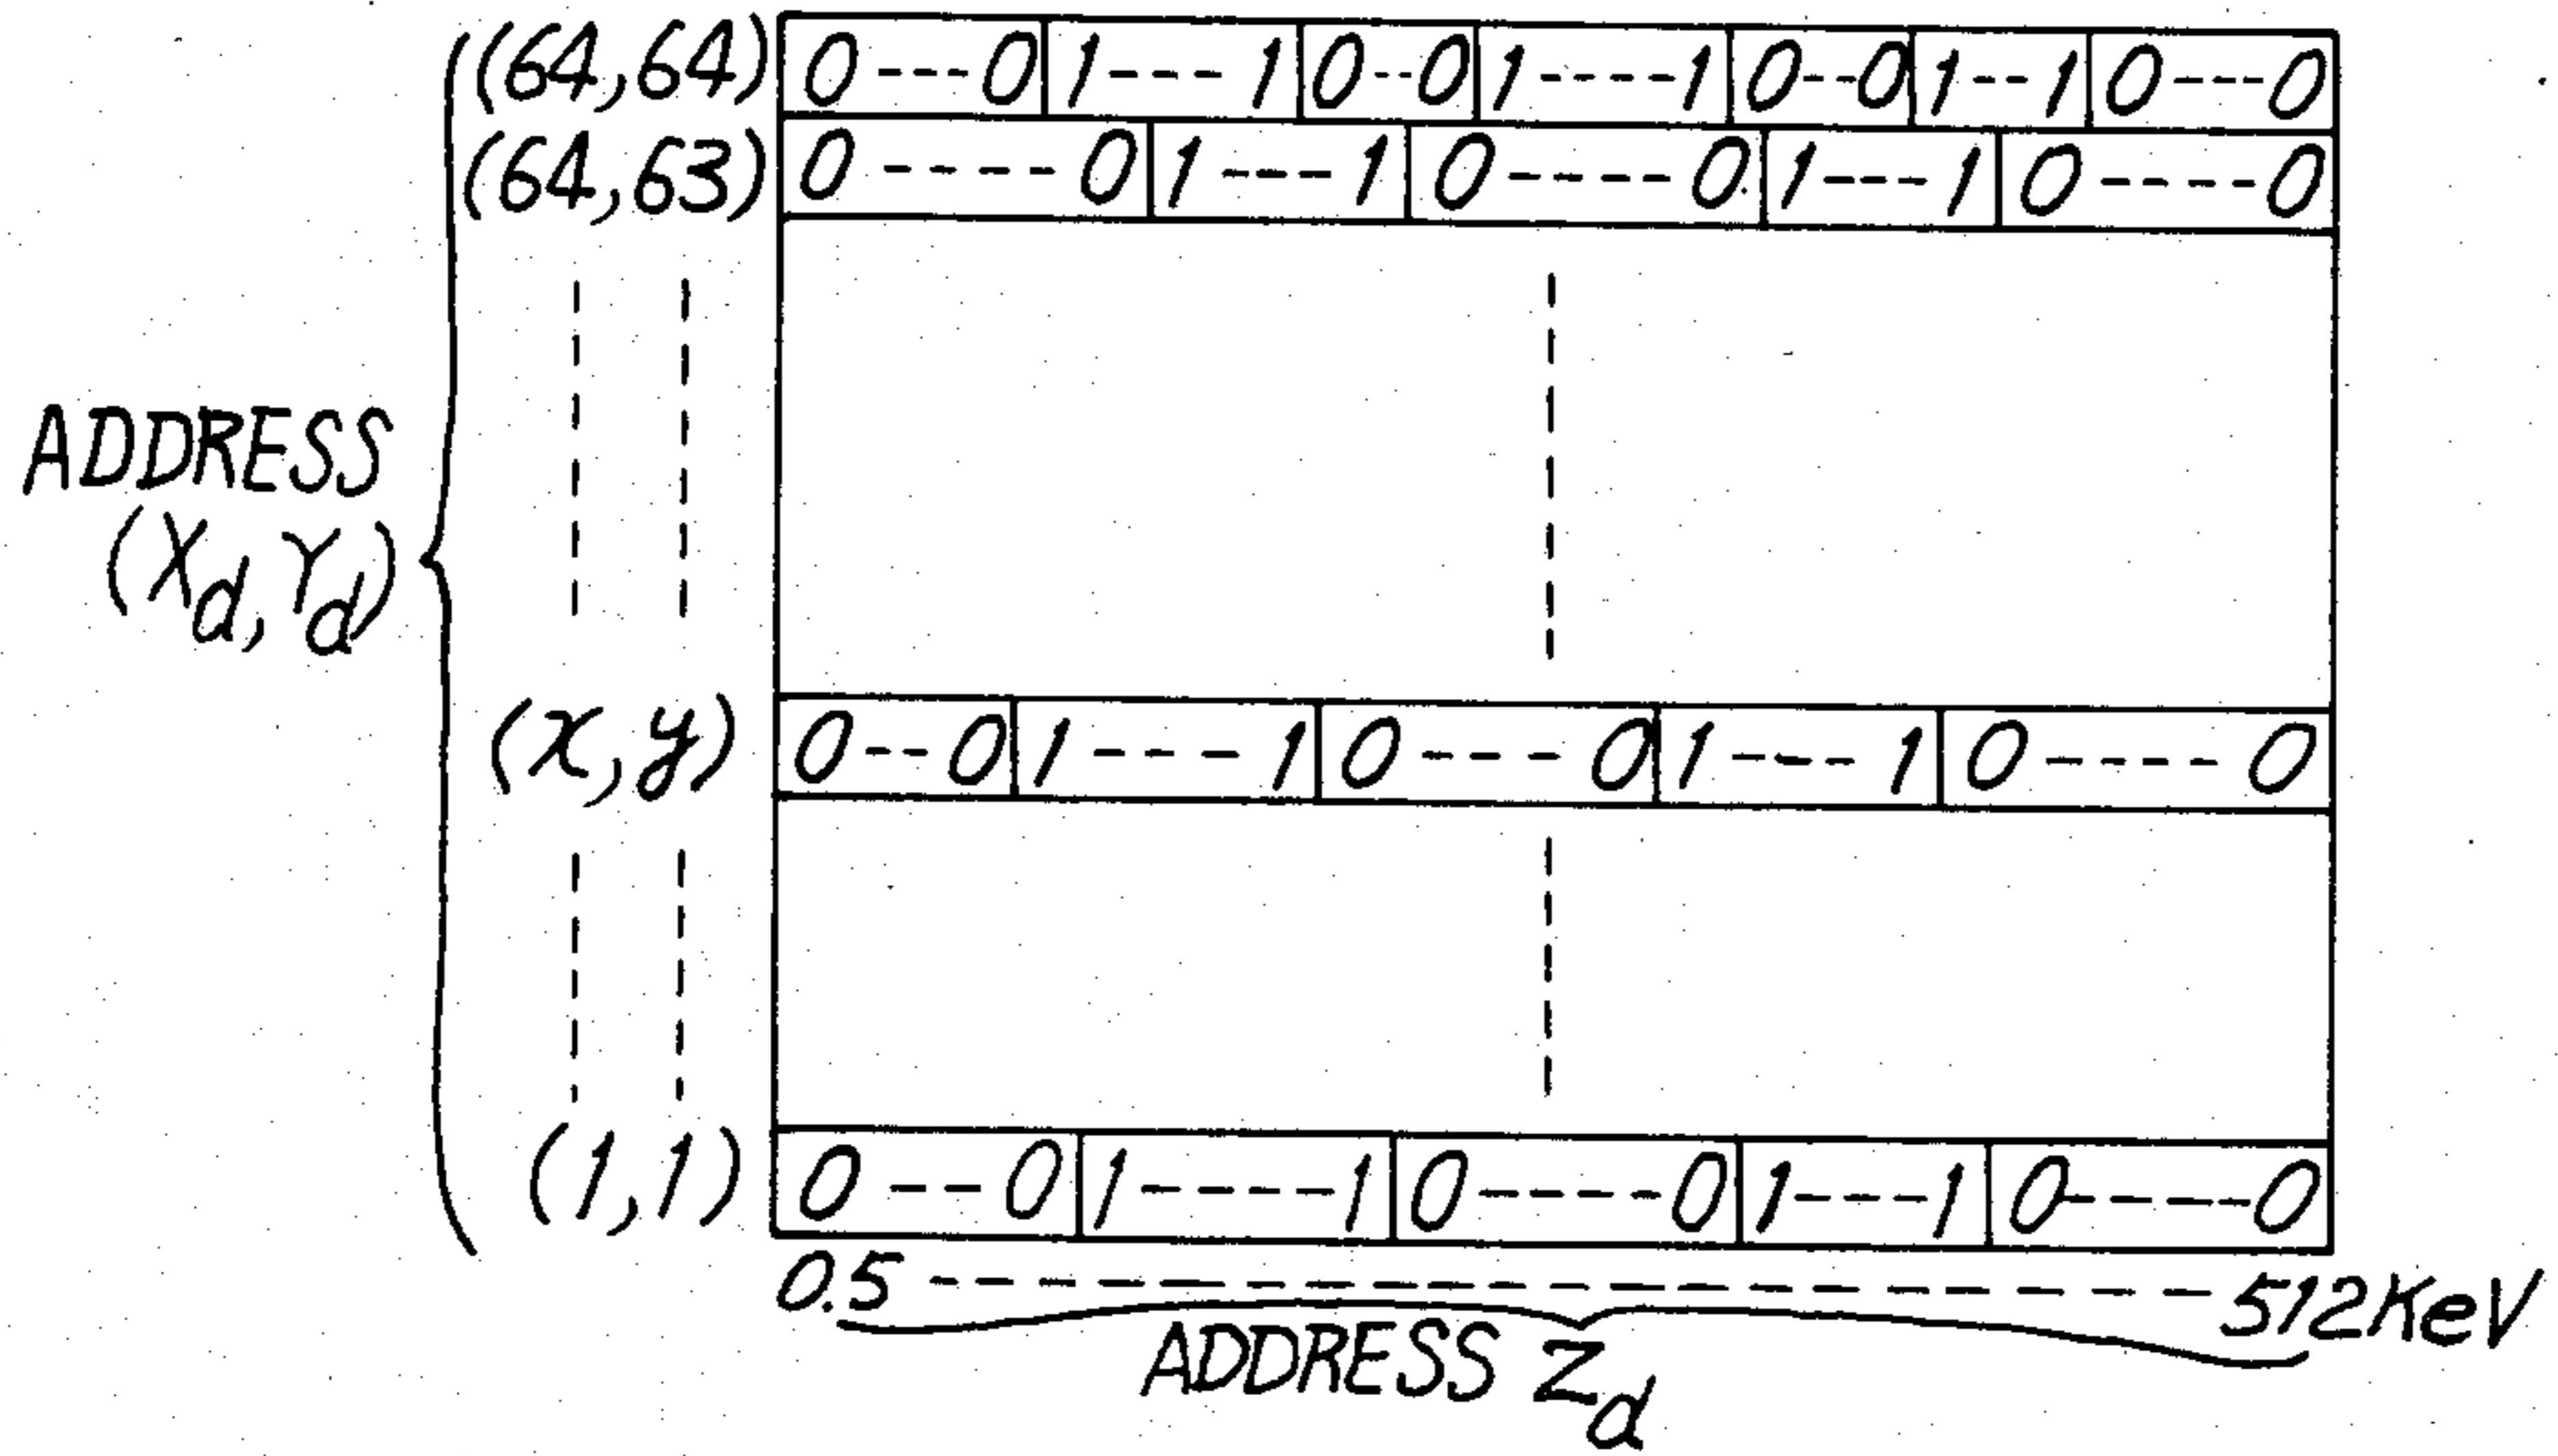 (64,64) 0---0 1---1 0--0 1----1 0--0 1--1 0---0
(64,63) 0-----0 1---1 0----0 1---1 0----0
ADDRESS
(Xd,Yd)
(x,y) 0--0 1----1 0----0 1----1 0----0
(1,1) 0---0 1-----1 0-----0 1---1 0-----0
0.5 -------------------- 512KeV
ADDRESS Zd